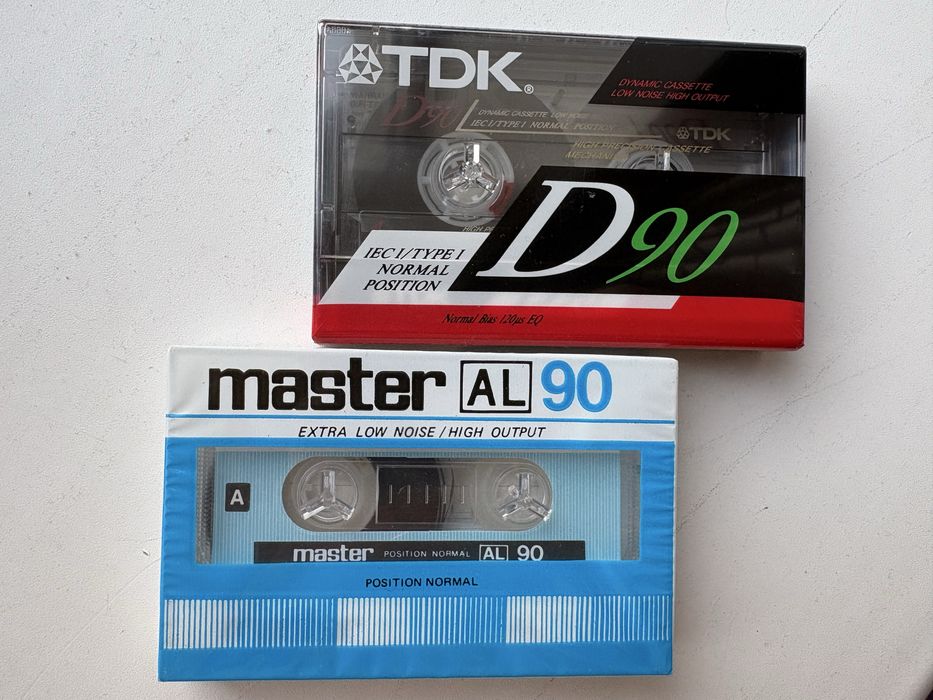 TDK®
DYNAMIC CASSETTE
LOW NOISE HIGH OUTPUT
D90
DYNAMIC CASSETTE LOW NOISE
IEC I/TYPE I NORMAL POSITION
TDK
HIGH PRECISION CASSETTE
D90
IEC I/TYPE I
NORMAL
POSITION
Normal Bias 120µs EQ
master AL 90
EXTRA LOW NOISE/HIGH OUTPUT
A
master POSITION NORMAL AL 90
POSITION NORMAL